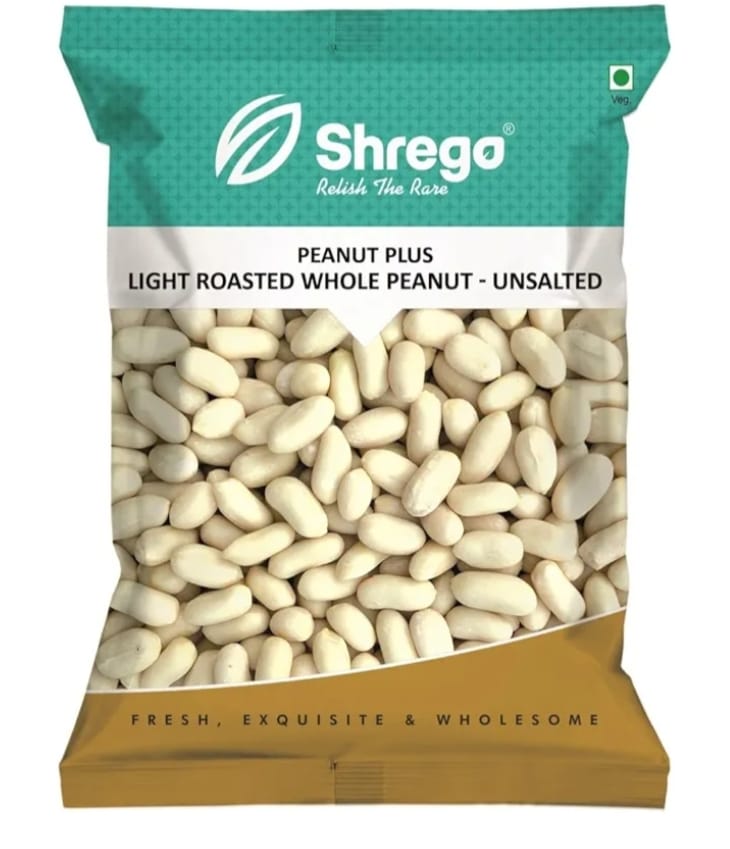 Veg.
Shrego®
Relish The Rare
PEANUT PLUS
LIGHT ROASTED WHOLE PEANUT - UNSALTED
FRESH, EXQUISITE & WHOLESOME